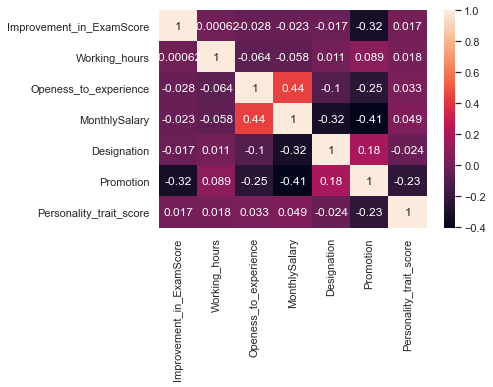 Improvement_in_ExamScore 1 0.00062 -0.028 -0.023 -0.017 -0.32 0.017
Working_hours -0.00062 1 -0.064 -0.058 0.011 0.089 0.018
Openess_to_experience -0.028 -0.064 1 0.44 -0.1 -0.25 0.033
MonthlySalary -0.023 -0.058 0.44 1 -0.32 -0.41 0.049
Designation -0.017 0.011 -0.1 -0.32 1 0.18 -0.024
Promotion -0.32 0.089 -0.25 -0.41 0.18 1 -0.23
Personality_trait_score 0.017 0.018 0.033 0.049 -0.024 -0.23 1
Improvement_in_ExamScore
Working_hours
Openess_to_experience
MonthlySalary
Designation
Promotion
Personality_trait_score
1.0
0.8
0.6
0.4
0.2
0.0
−0.2
−0.4